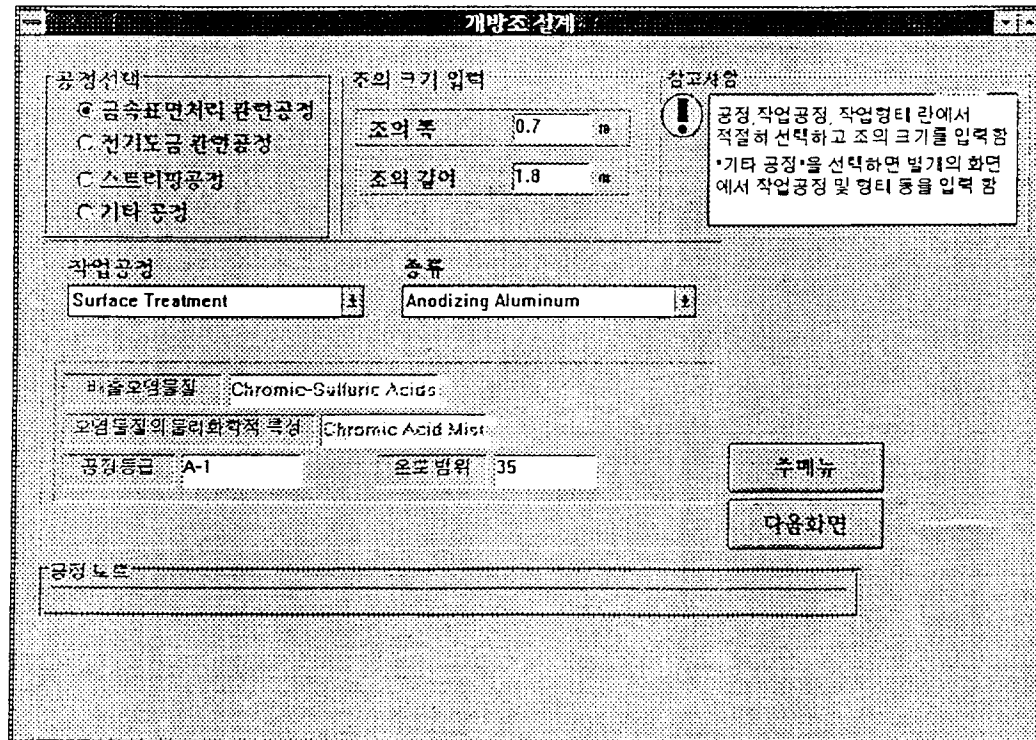 개방조 설계
공정선택
금속표면처리 관련공정
전기도금 관련공정
스트리핑공정
기타 공정
조의 크기 입력
조의 폭 0.7 m
조의 길이 1.8 m
참고사항
공정,작업공정, 작업형태 란에서
적절히 선택하고 조의 크기를 입력함
"기타 공정"을 선택하면 별개의 화면
에서 작업공정 및 형태 등을 입력 함
작업공정
Surface Treatment
종류
Anodizing Aluminum
배출오염물질 Chromic-Sulfuric Acids
오염물질의 물리화학적 특성 Chromic Acid Mist
공정등급 A-1 온도 범위 35
주메뉴
다음화면
공정 노트